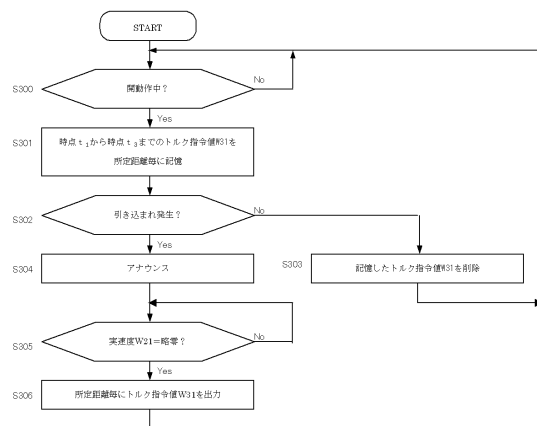 START
S300
開動作中?
No
Yes
S301
時点t₁から時点t₃までのトルク指令値W31を
所定距離毎に記憶
S302
引き込まれ発生?
No
Yes
S304
アナウンス
S303
記憶したトルク指令値W31を削除
S305
実速度W21=略零?
No
Yes
S306
所定距離毎にトルク指令値W31を出力